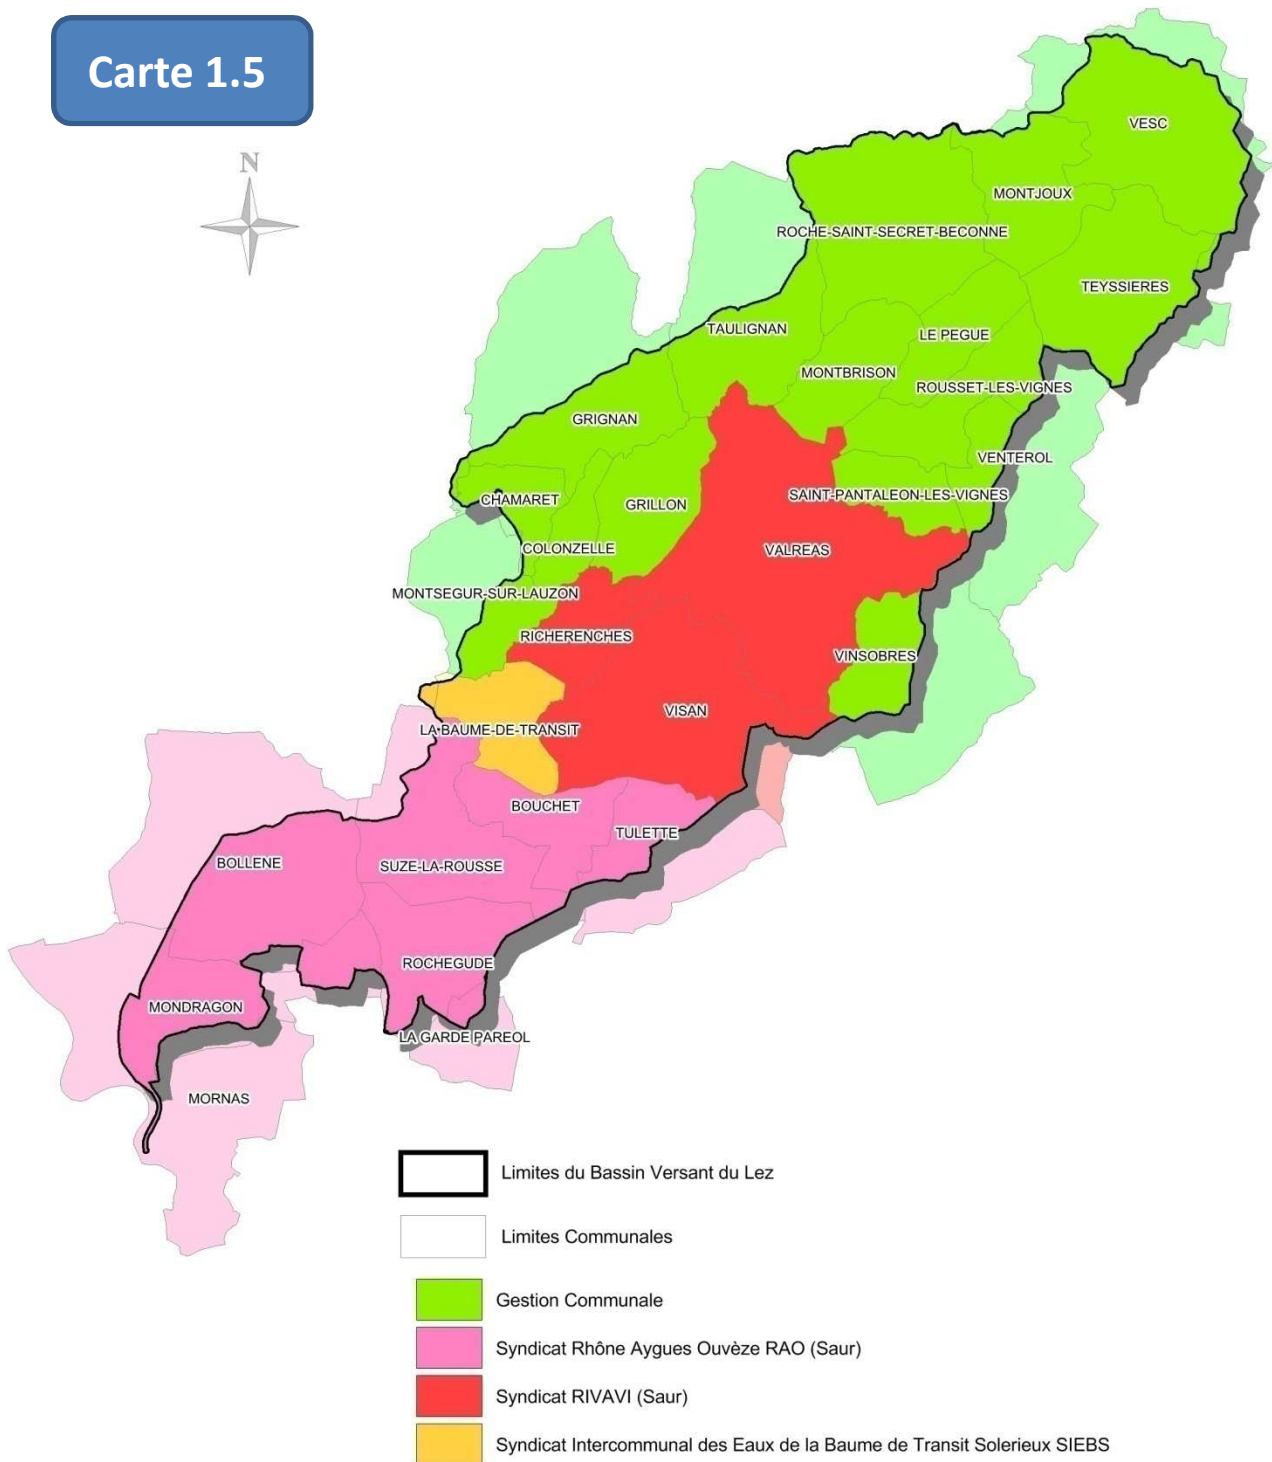 Carte 1.5
N
VESC
MONTJOUX
ROCHE-SAINT-SECRET-BECONNE
TEYSSIERES
TAULIGNAN
LE PEGUE
MONTBRISON
ROUSSET-LES-VIGNES
GRIGNAN
VENTEROL
CHAMARET
SAINT-PANTALEON-LES-VIGNES
GRILLON
COLONZELLE
VALREAS
MONTSEGUR-SUR-LAUZON
RICHERENCHES
VINSOBRES
VISAN
LA BAUME-DE-TRANSIT
BOUCHET
TULETTE
BOLLENE
SUZE-LA-ROUSSE
ROCHEGUDE
MONDRAGON
LA GARDE PAREOL
MORNAS
Limites du Bassin Versant du Lez
Limites Communales
Gestion Communale
Syndicat Rhône Aygues Ouvèze RAO (Saur)
Syndicat RIVAVI (Saur)
Syndicat Intercommunal des Eaux de la Baume de Transit Solerieux SIEBS